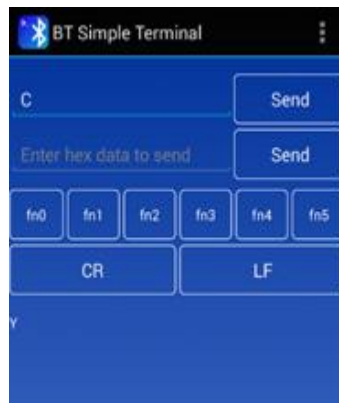 BT Simple Terminal
C Send
Enter hex data to send Send
fn0 fn1 fn2 fn3 fn4 fn5
CR LF
Y